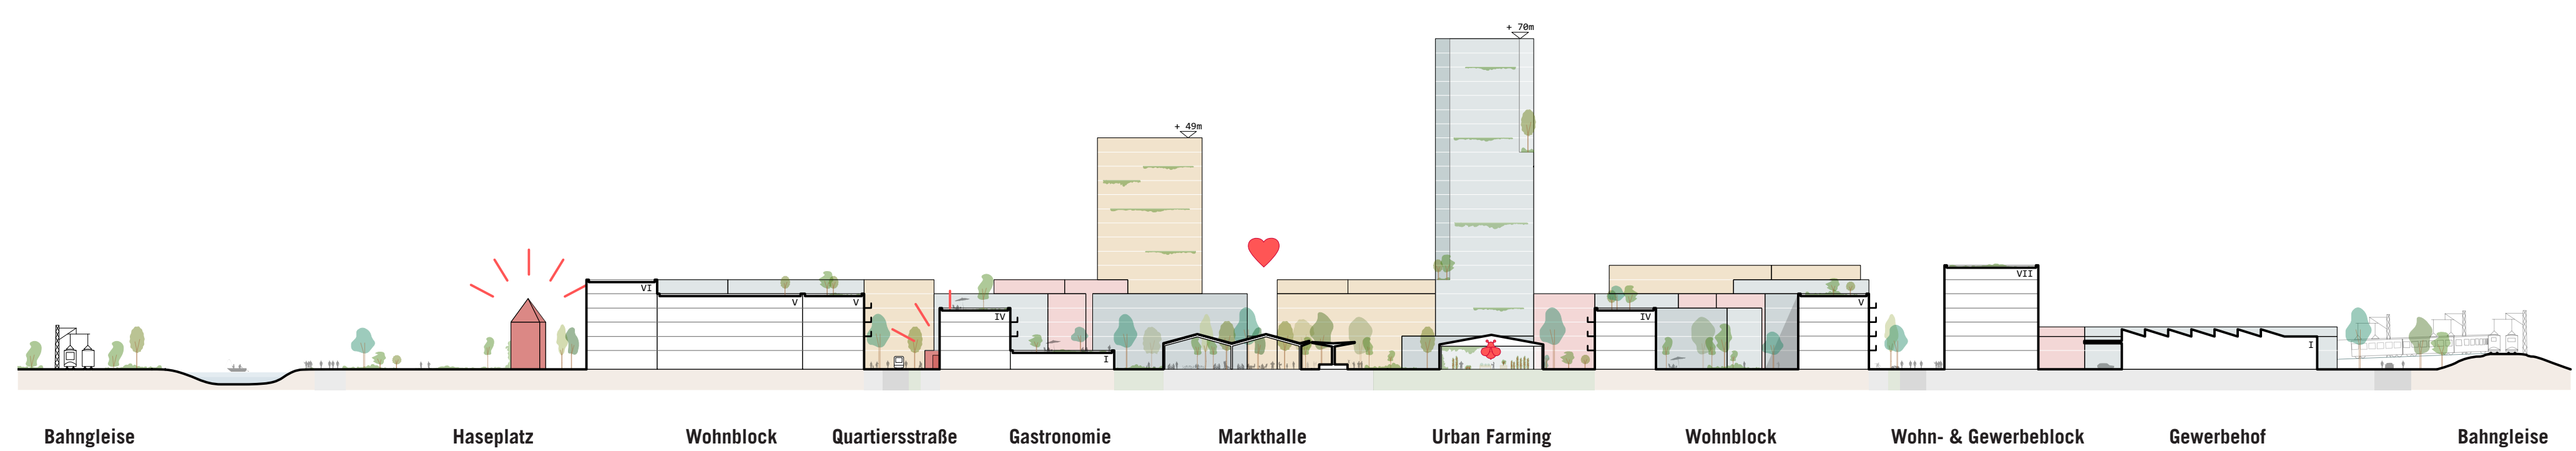 + 70m
+ 49m
VI
V
V
IV
I
IV
V
VII
I
Bahngleise
Haseplatz
Wohnblock
Quartiersstraße
Gastronomie
Markthalle
Urban Farming
Wohnblock
Wohn- & Gewerbeblock
Gewerbehof
Bahngleise